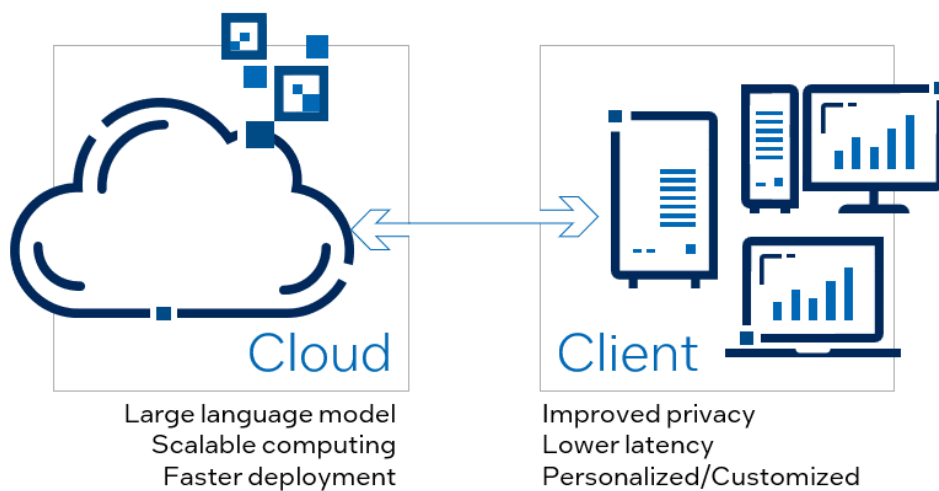 Cloud
Large language model
Scalable computing
Faster deployment
Client
Improved privacy
Lower latency
Personalized/Customized